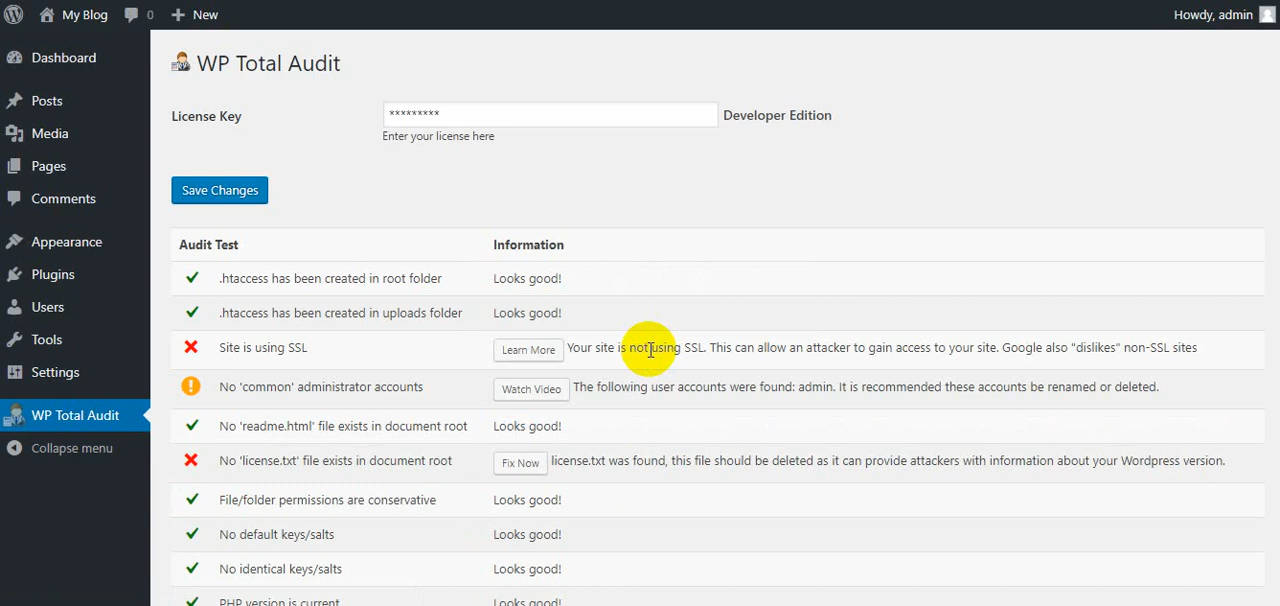 My Blog 0 New Howdy, admin
Dashboard
Posts
Media
Pages
Comments
Appearance
Plugins
Users
Tools
Settings
WP Total Audit
Collapse menu
WP Total Audit
License Key ********* Developer Edition
Enter your license here
Save Changes
Audit Test Information
.htaccess has been created in root folder Looks good!
.htaccess has been created in uploads folder Looks good!
Site is using SSL Learn More Your site is not using SSL. This can allow an attacker to gain access to your site. Google also "dislikes" non-SSL sites
No 'common' administrator accounts Watch Video The following user accounts were found: admin. It is recommended these accounts be renamed or deleted.
No 'readme.html' file exists in document root Looks good!
No 'license.txt' file exists in document root Fix Now license.txt was found, this file should be deleted as it can provide attackers with information about your Wordpress version.
File/folder permissions are conservative Looks good!
No default keys/salts Looks good!
No identical keys/salts Looks good!
PHP version is current Looks good!